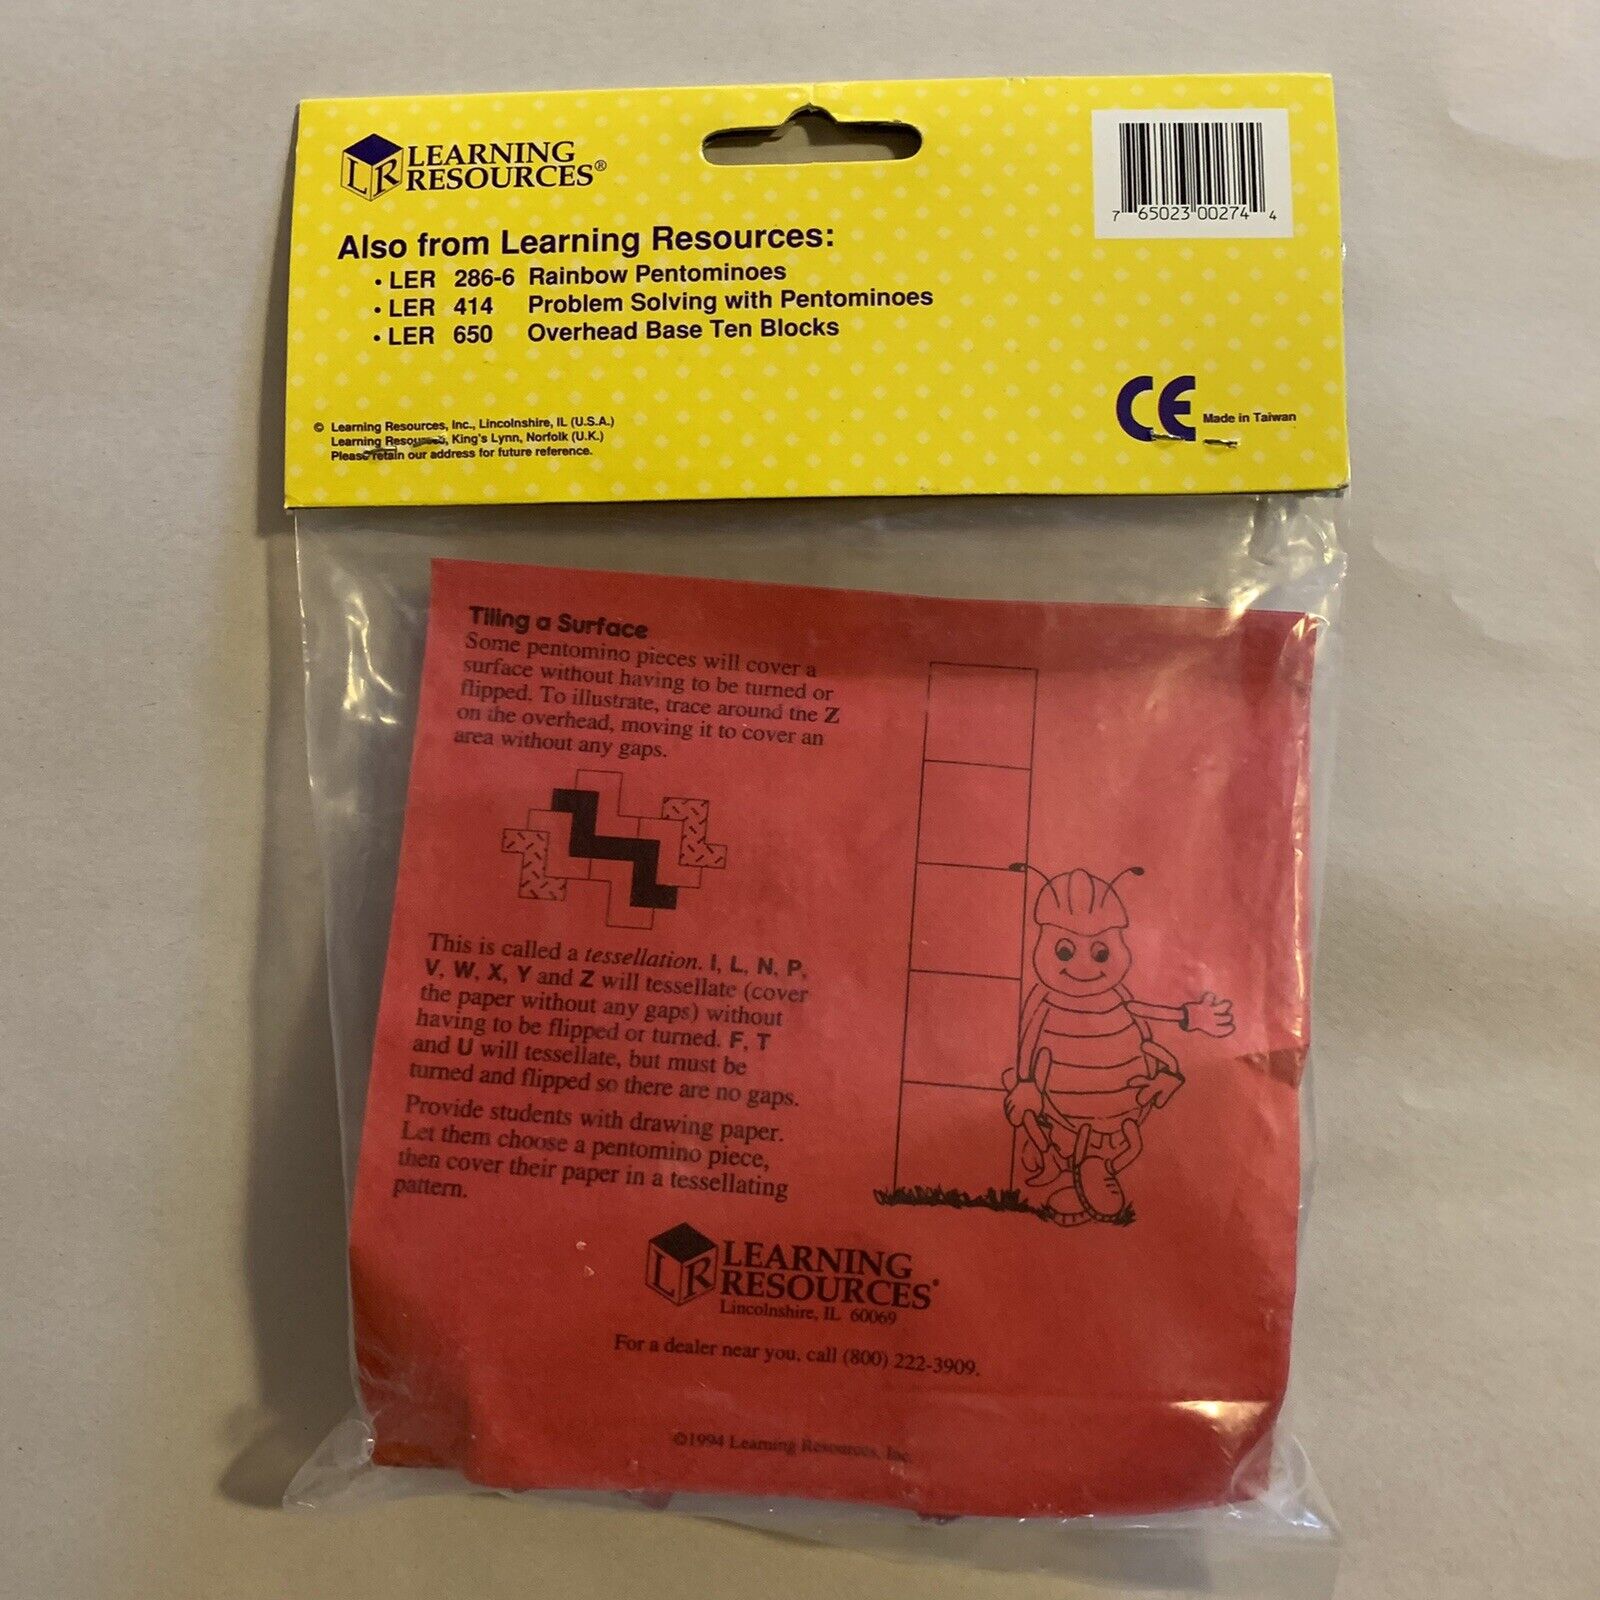 LR LEARNING
RESOURCES®
7 65023 00274 4
Also from Learning Resources:
• LER 286-6 Rainbow Pentominoes
• LER 414 Problem Solving with Pentominoes
• LER 650 Overhead Base Ten Blocks
© Learning Resources, Inc., Lincolnshire, IL (U.S.A.)
Learning Resources, King's Lynn, Norfolk (U.K.)
Please retain our address for future reference.
CE Made in Taiwan
Tiling a Surface
Some pentomino pieces will cover a
surface without having to be turned or
flipped. To illustrate, trace around the Z
on the overhead, moving it to cover an
area without any gaps.
This is called a tessellation. I, L, N, P,
V, W, X, Y and Z will tessellate (cover
the paper without any gaps) without
having to be flipped or turned. F, T
and U will tessellate, but must be
turned and flipped so there are no gaps.
Provide students with drawing paper.
Let them choose a pentomino piece,
then cover their paper in a tessellating
pattern.
LR LEARNING
RESOURCES®
Lincolnshire, IL 60069
For a dealer near you, call (800) 222-3909.
©1994 Learning Resources, Inc.